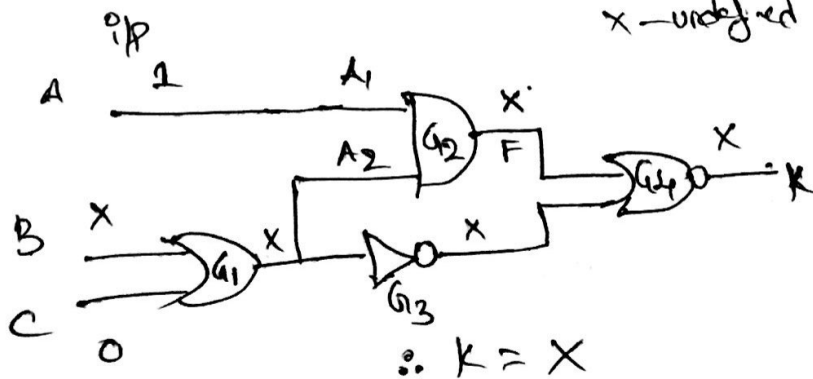 i/p
X - undefined
A 1 A1 G2 X
F
A2
X G4 K
B X
G1 X X
G3
C
0
∴ K = X